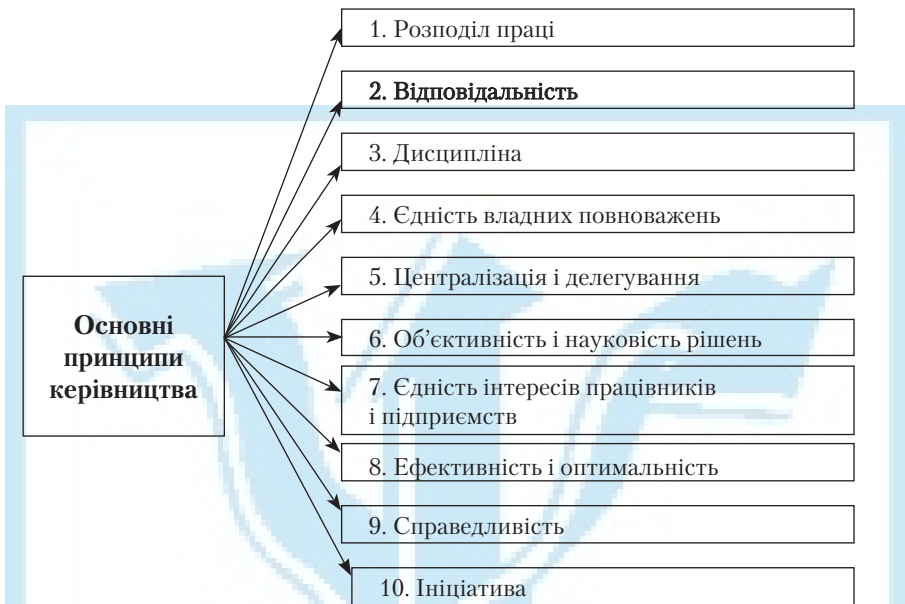 1. Розподіл праці
2. Відповідальність
3. Дисципліна
4. Єдність владних повноважень
5. Централізація і делегування
Основні
принципи
керівництва
6. Об’єктивність і науковість рішень
7. Єдність інтересів працівників
і підприємств
8. Ефективність і оптимальність
9. Справедливість
10. Ініціатива